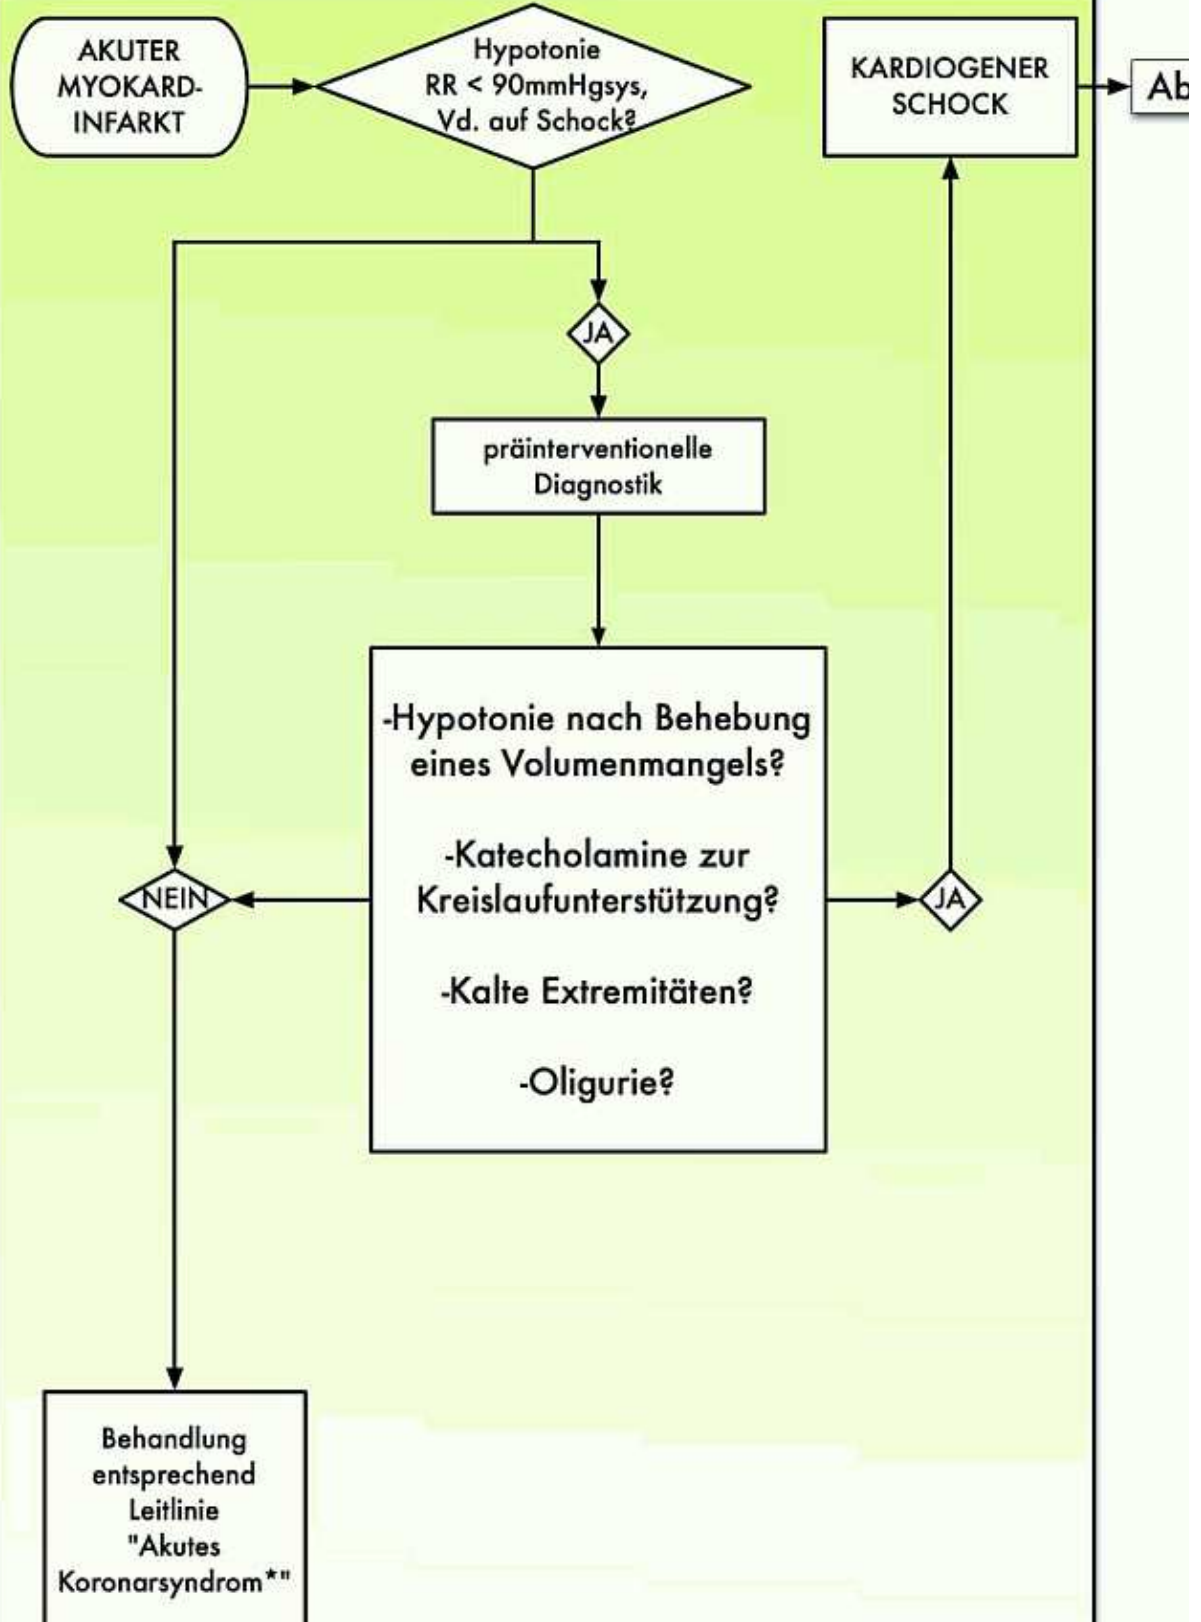 AKUTER
MYOKARD-
INFARKT
Hypotonie
RR < 90mmHgsys,
Vd. auf Schock?
KARDIOGENER
SCHOCK
Ab
JA
präinterventionelle
Diagnostik
-Hypotonie nach Behebung
eines Volumenmangels?
-Katecholamine zur
Kreislaufunterstützung?
-Kalte Extremitäten?
-Oligurie?
NEIN
JA
Behandlung
entsprechend
Leitlinie
"Akutes
Koronarsyndrom*"